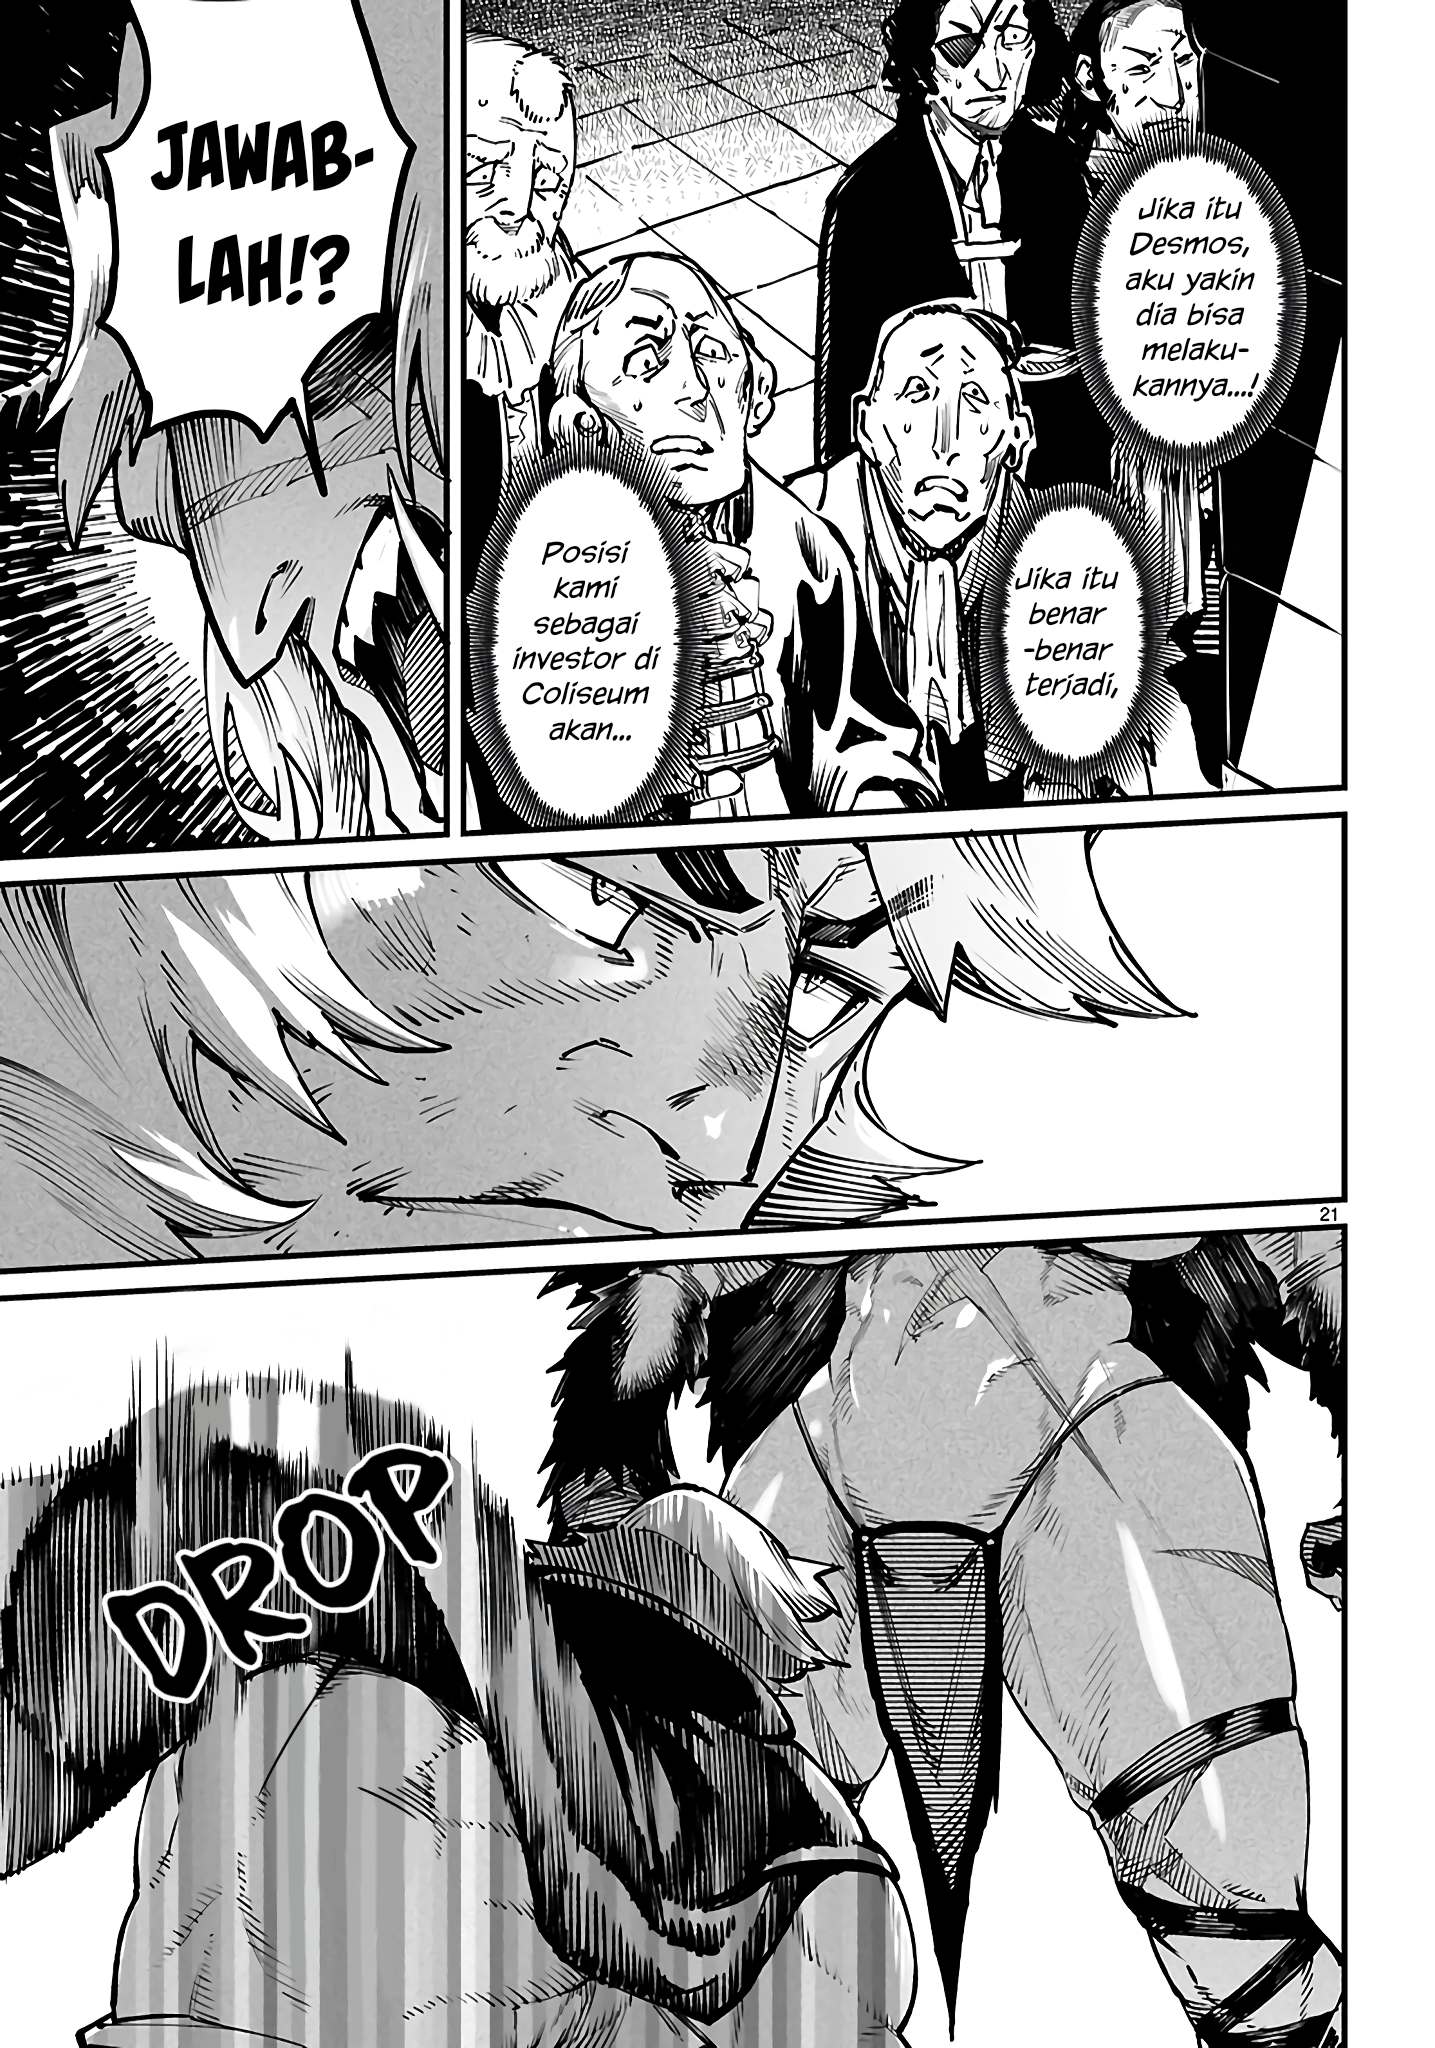 Jika itu
Desmos,
aku yakin
dia bisa
melaku-
kannya...!
Jika itu
benar
-benar
terjadi,
Posisi
kami
sebagai
investor di
Coliseum
akan...
JAWAB-
LAH!?
21
DROP